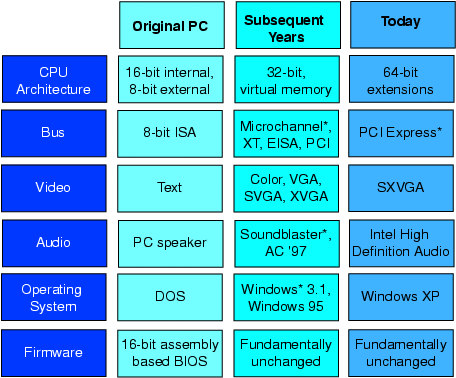 Original PC
Subsequent
Years
Today
CPU
Architecture
16-bit internal,
8-bit external
32-bit,
virtual memory
64-bit
extensions
Bus
8-bit ISA
Microchannel*,
XT, EISA, PCI
PCI Express*
Video
Text
Color, VGA,
SVGA, XVGA
SXVGA
Audio
PC speaker
Soundblaster*,
AC '97
Intel High
Definition Audio
Operating
System
DOS
Windows* 3.1,
Windows 95
Windows XP
Firmware
16-bit assembly
based BIOS
Fundamentally
unchanged
Fundamentally
unchanged